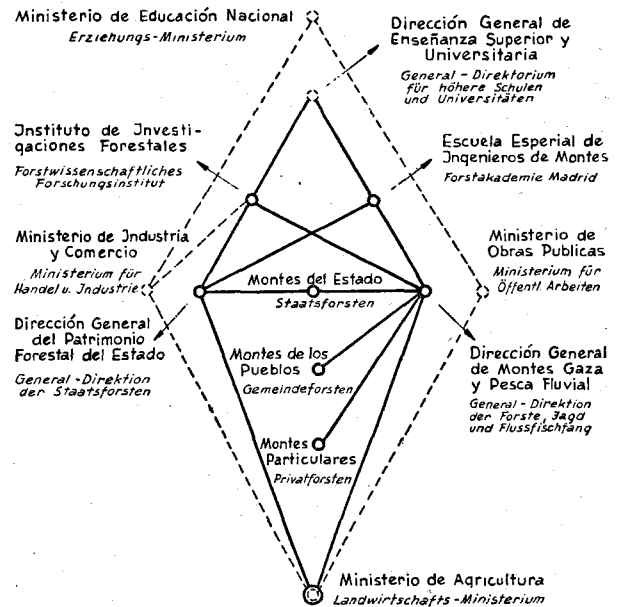 Ministerio de Educación Nacional
Erziehungs-Ministerium
Dirección General de
Enseñanza Superior y
Universitaria
General - Direktorium
für höhere Schulen
und Universitäten
Instituto de Investi-
gaciones Forestales
Forstwissenschaftliches
Forschungsinstitut
Escuela Esperial de
Ingenieros de Montes
Forstakademie Madrid
Ministerio de Industria
y Comercio
Ministerium für
Handel u. Industrie
Ministerio de
Obras Publicas
Ministerium für
Öffentl. Arbeiten
Montes del Estado
Staatsforsten
Dirección General
del Patrimonio
Forestal del Estado
General - Direktion
der Staatsforsten
Montes de los
Pueblos
Gemeindeforsten
Dirección General
de Montes Gaza
y Pesca Fluvial
General - Direktion
der Forste, Jagd
und Flussfischfang
Montes
Particulares
Privatforsten
Ministerio de Agricultura
Landwirtschafts-Ministerium